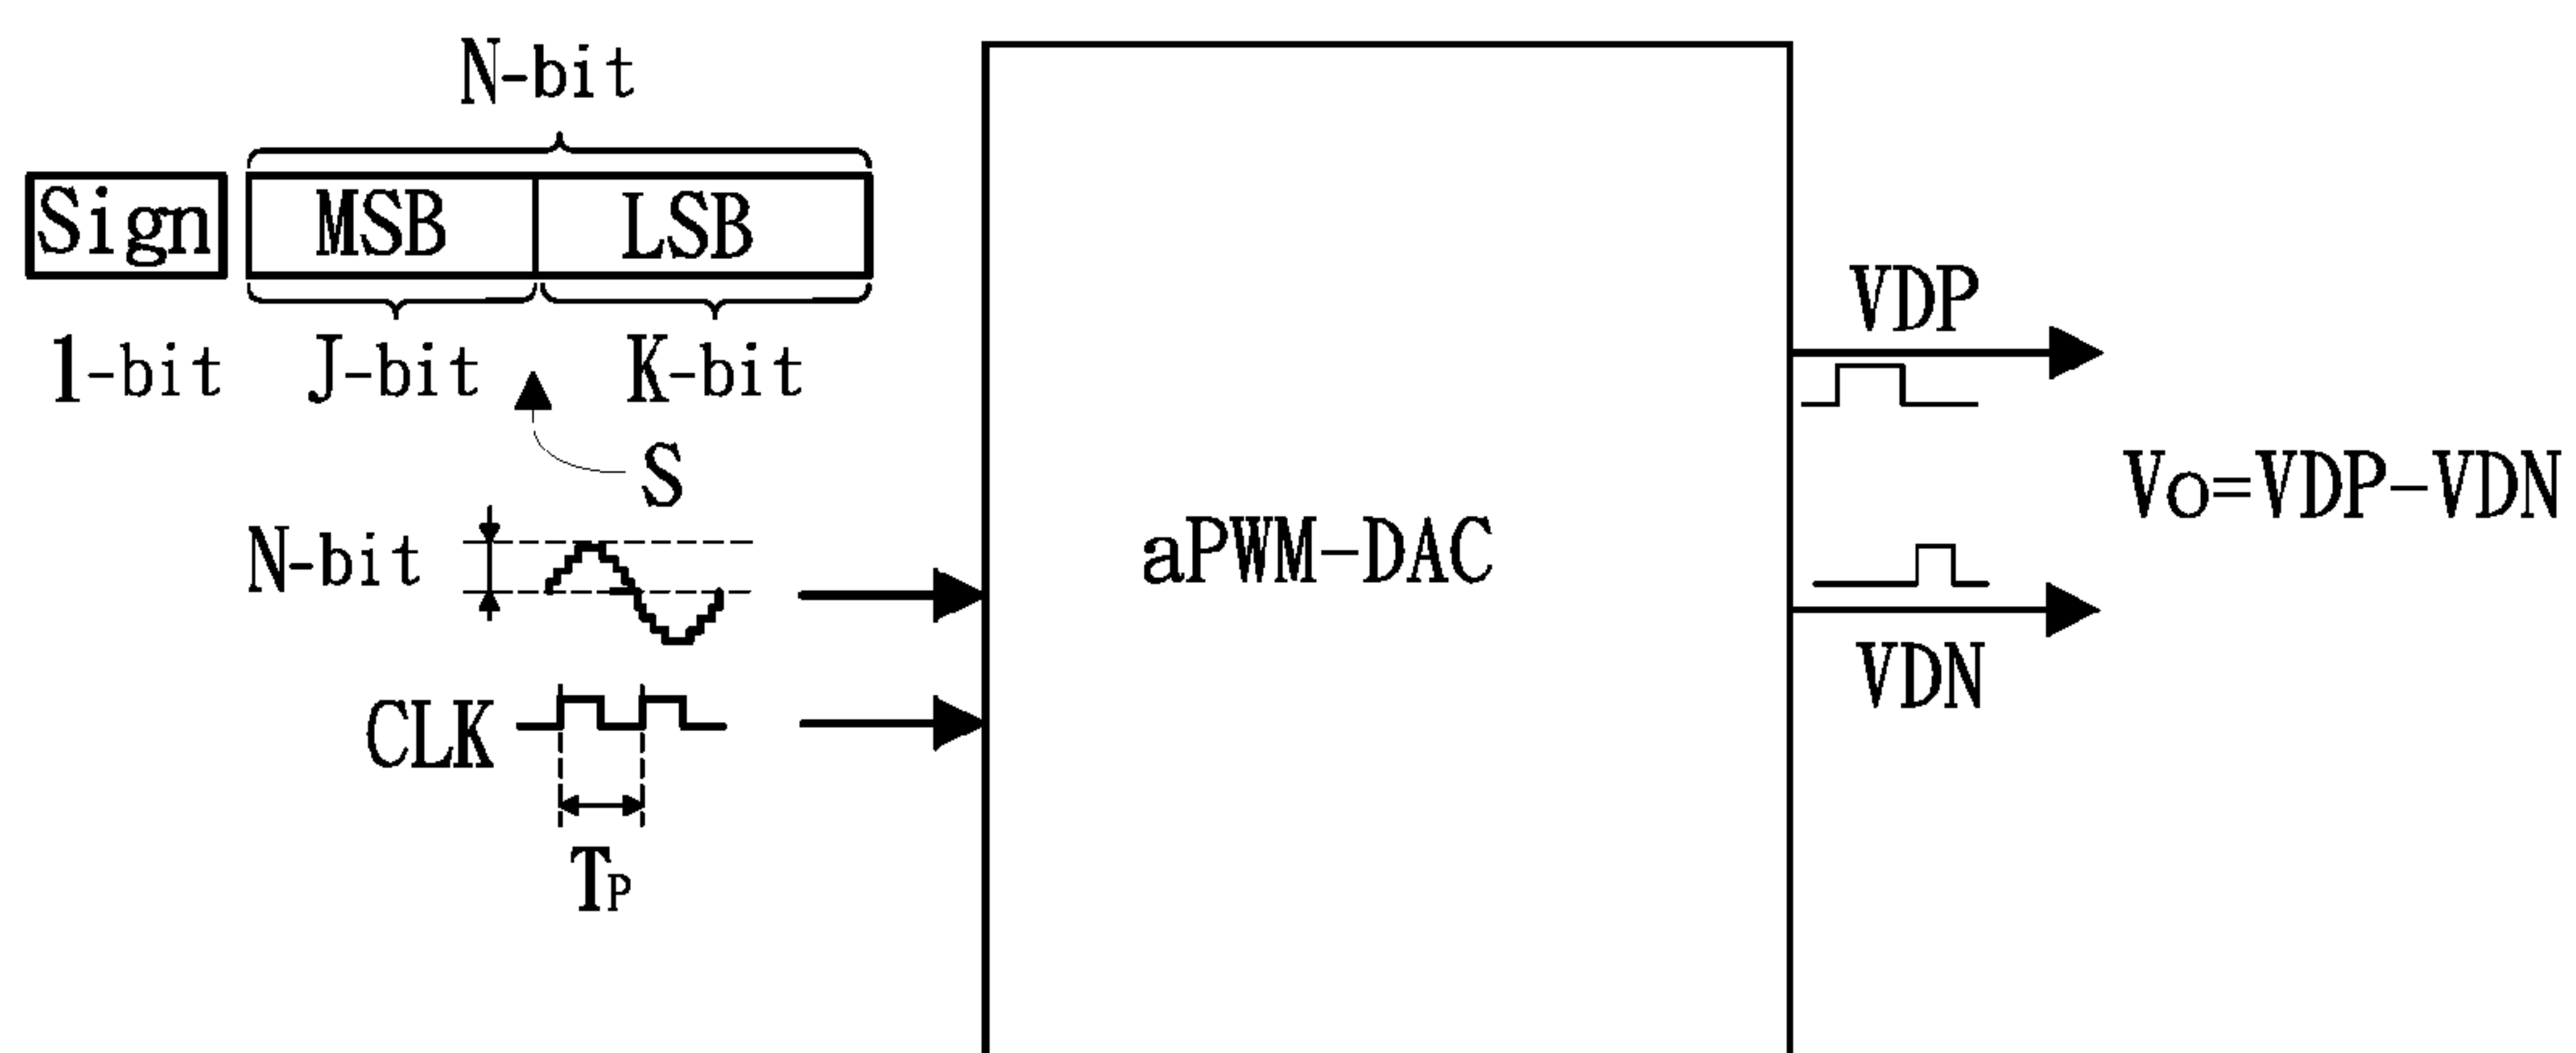 N-bit
Sign MSB LSB
1-bit J-bit K-bit
S
N-bit
CLK
TP
aPWM-DAC
VDP
VO=VDP-VDN
VDN